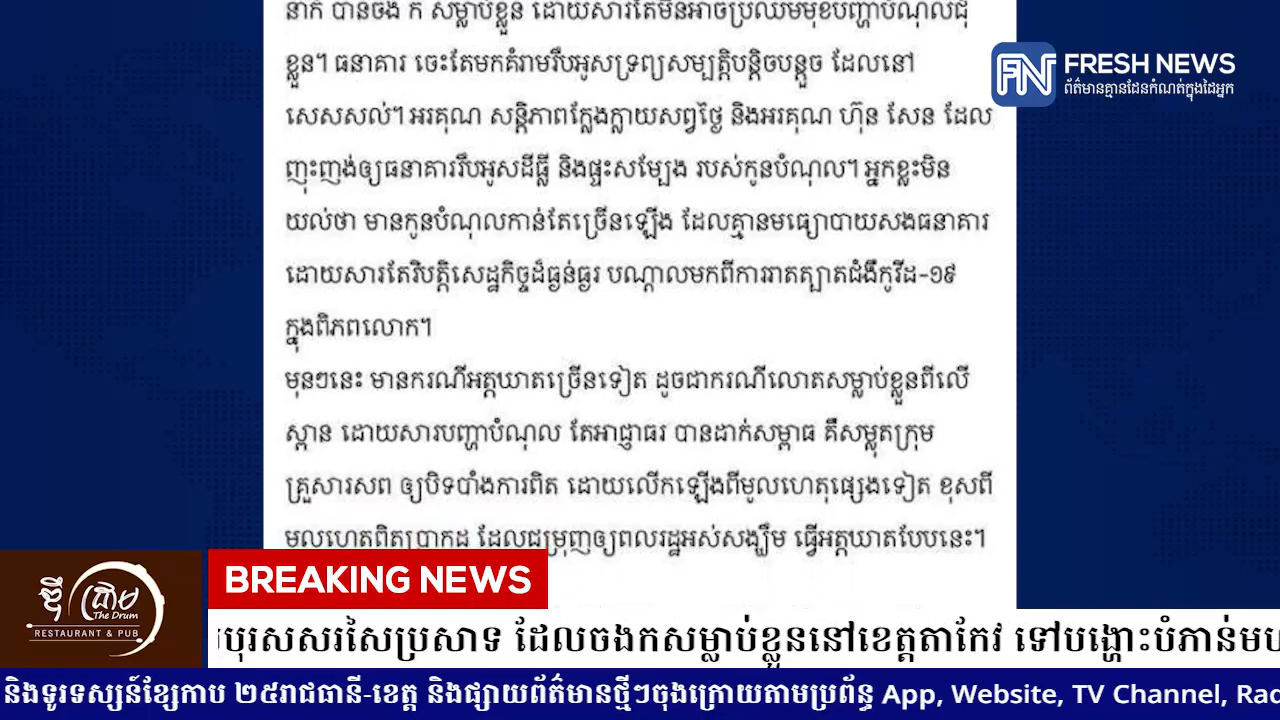 នាក់ បានចង ក សម្លាប់ខ្លួន ដោយសារតែមិនអាចប្រឈមមុខបញ្ហាបំណុលជុំ
ខ្លួន។ ធនាគារ ចេះតែមកគំរាមរឹបអូសទ្រព្យសម្បត្តិបន្តិចបន្តួច ដែលនៅ
សេសសល់។ អរគុណ សន្តិភាពក្លែងក្លាយសព្វថ្ងៃ និងអរគុណ ហ៊ុន សែន ដែល
ញុះញង់ឲ្យធនាគាររឹបអូសដីធ្លី និងផ្ទះសម្បែង របស់កូនបំណុល។ អ្នកខ្លះមិន
យល់ថា មានកូនបំណុលកាន់តែច្រើនឡើង ដែលគ្មានមធ្យោបាយសងធនាគារ
ដោយសារតែវិបត្តិសេដ្ឋកិច្ចដ៏ធ្ងន់ធ្ងរ បណ្ដាលមកពីការរាតត្បាតជំងឺកូវីដ-១៩
ក្នុងពិភពលោក។
មុនៗនេះ មានករណីអត្តឃាតច្រើនទៀត ដូចជាករណីលោតសម្លាប់ខ្លួនពីលើ
ស្ពាន ដោយសារបញ្ហាបំណុល តែអាជ្ញាធរ បានដាក់សម្ពាធ គឺសម្លុតក្រុម
គ្រួសារសព ឲ្យបិទបាំងការពិត ដោយលើកឡើងពីមូលហេតុផ្សេងទៀត ខុសពី
មូលហេតុពិតប្រាកដ ដែលជម្រុញឲ្យពលរដ្ឋអស់សង្ឃឹម ធ្វើអត្តឃាតបែបនេះ។
FRESH NEWS
ព័ត៌មានគ្មានដែនកំណត់ក្នុងដៃអ្នក
ឌឹ ដ្រាម
The Drum
RESTAURANT & PUB
BREAKING NEWS
បុរសសរសៃប្រសាទ ដែលចងកសម្លាប់ខ្លួននៅខេត្តតាកែវ ទៅបង្ហោះបំភាន់មហ
និងទូរទស្សន៍ខ្សែកាប ២៥រាជធានី-ខេត្ត និងផ្សាយព័ត៌មានថ្មីៗចុងក្រោយតាមប្រព័ន្ធ App, Website, TV Channel, Rad